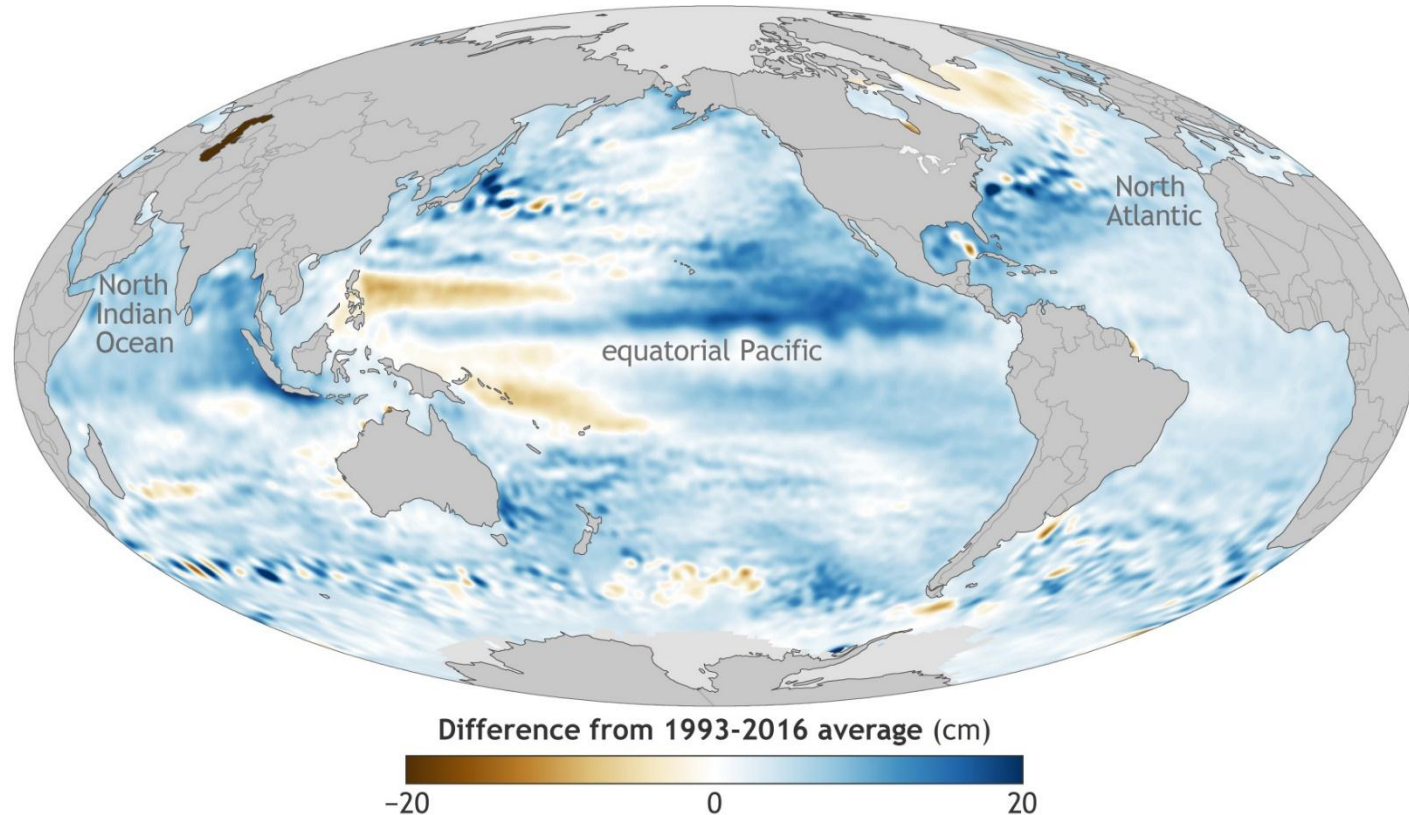 North
Atlantic
North
Indian
Ocean
equatorial Pacific
Difference from 1993-2016 average (cm)
−20
0
20